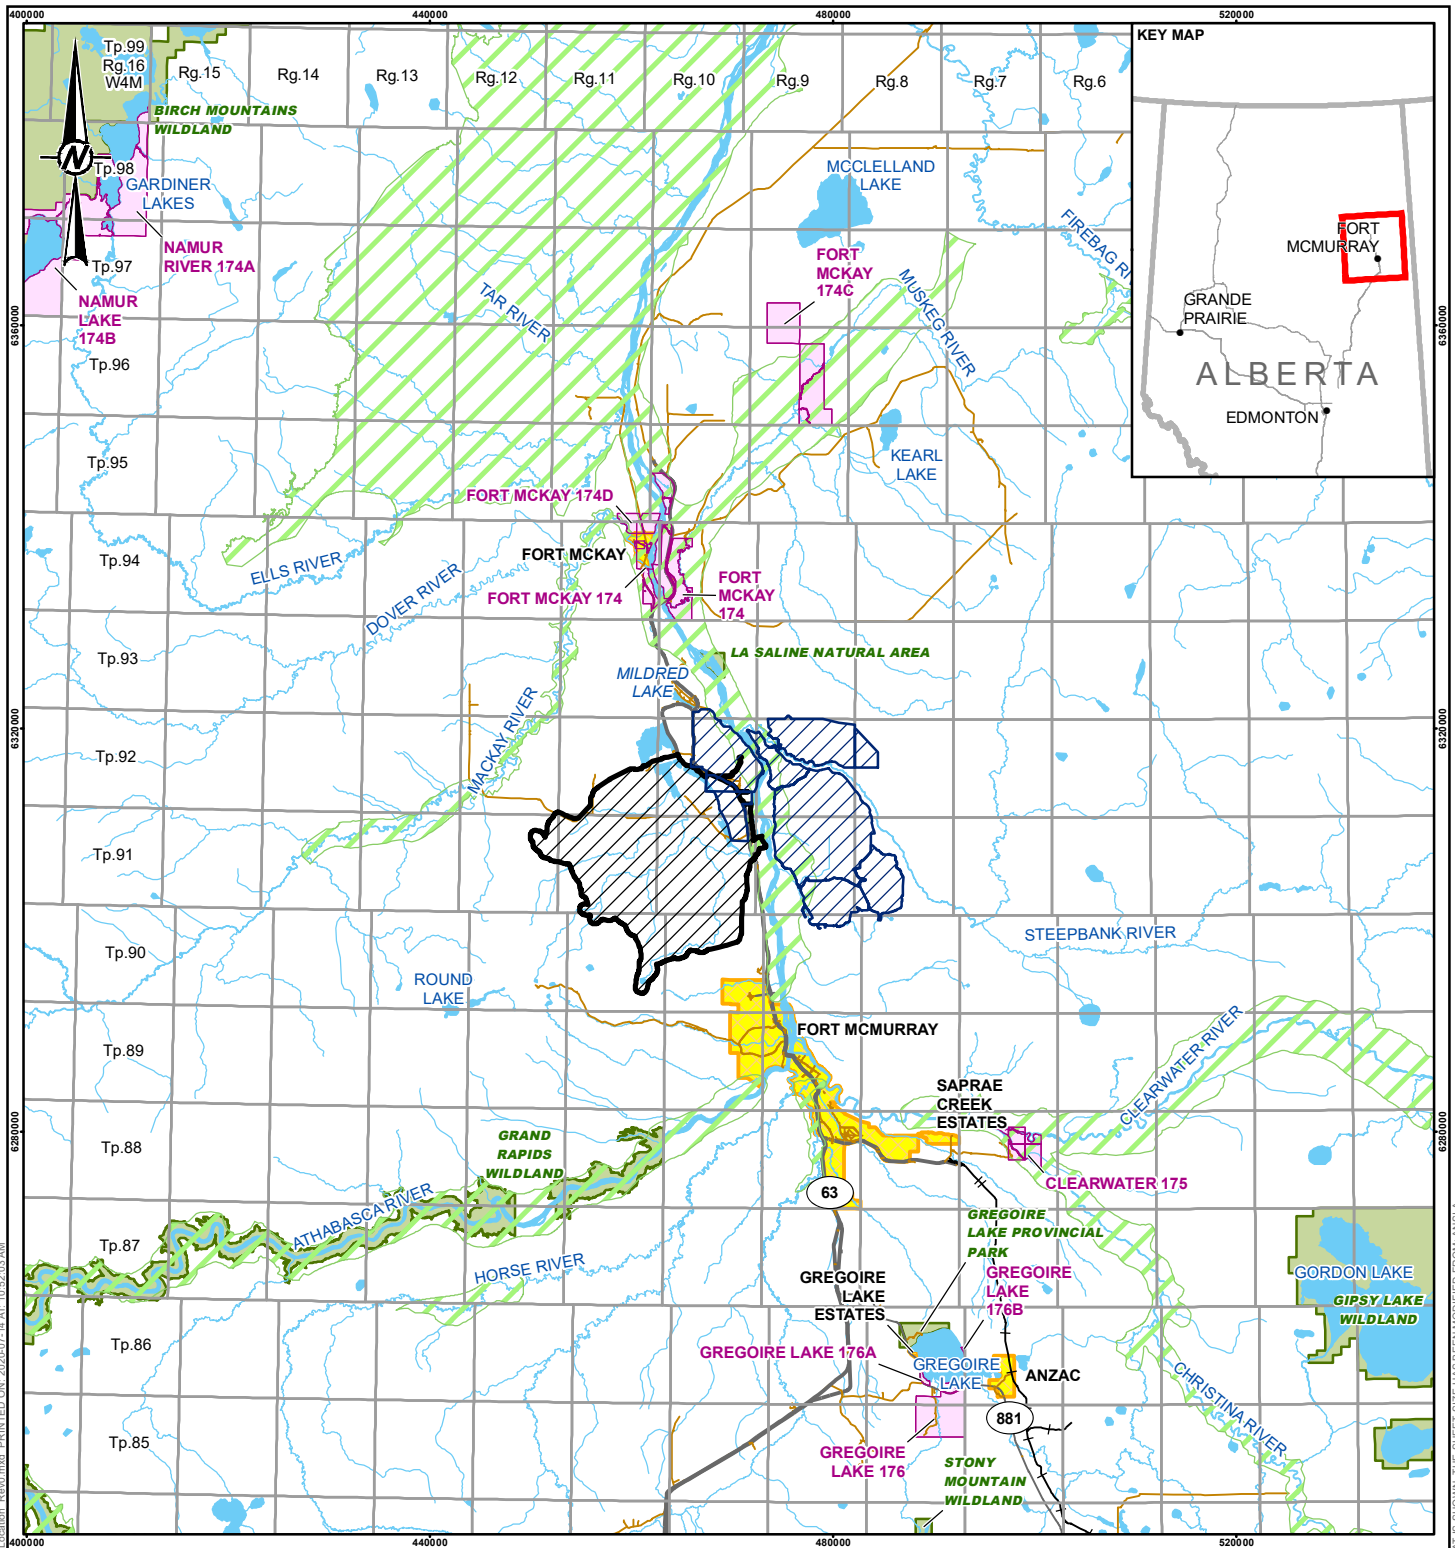 400000
440000
480000
520000
KEY MAP
Tp.99
Rg.16
W4M
Rg.15
Rg.14
Rg.13
Rg.12
Rg.11
Rg.10
Rg.9
Rg.8
Rg.7
Rg.6
BIRCH MOUNTAINS
WILDLAND
N
Tp.98
GARDINER
LAKES
MCCLELLAND
LAKE
FIREBAG RI
FORT
MCMURRAY
GRANDE
PRAIRIE
ALBERTA
EDMONTON
NAMUR
RIVER 174A
Tp.97
NAMUR
LAKE
174B
FORT
MCKAY
174C
MUSKEG RIVER
TAR RIVER
6360000
6360000
Tp.96
Tp.95
KEARL
LAKE
FORT MCKAY 174D
FORT MCKAY
Tp.94
ELLS RIVER
DOVER RIVER
FORT MCKAY 174
FORT
MCKAY
174
Tp.93
LA SALINE NATURAL AREA
MILDRED
LAKE
MACKAY RIVER
6320000
6320000
Tp.92
Tp.91
Tp.90
STEEPBANK RIVER
ROUND
LAKE
FORT MCMURRAY
Tp.89
CLEARWATER RIVER
SAPRAE
CREEK
ESTATES
6280000
6280000
Tp.88
GRAND
RAPIDS
WILDLAND
CLEARWATER 175
63
ATHABASCA RIVER
Tp.87
HORSE RIVER
GREGOIRE
LAKE PROVINCIAL
PARK
GREGOIRE
LAKE
176B
GREGOIRE
LAKE
ESTATES
GORDON LAKE
GIPSY LAKE
WILDLAND
Tp.86
GREGOIRE LAKE 176A
GREGOIRE
LAKE
ANZAC
CHRISTINA RIVER
881
Tp.85
GREGOIRE
LAKE 176
STONY
MOUNTAIN
WILDLAND
400000
440000
480000
520000